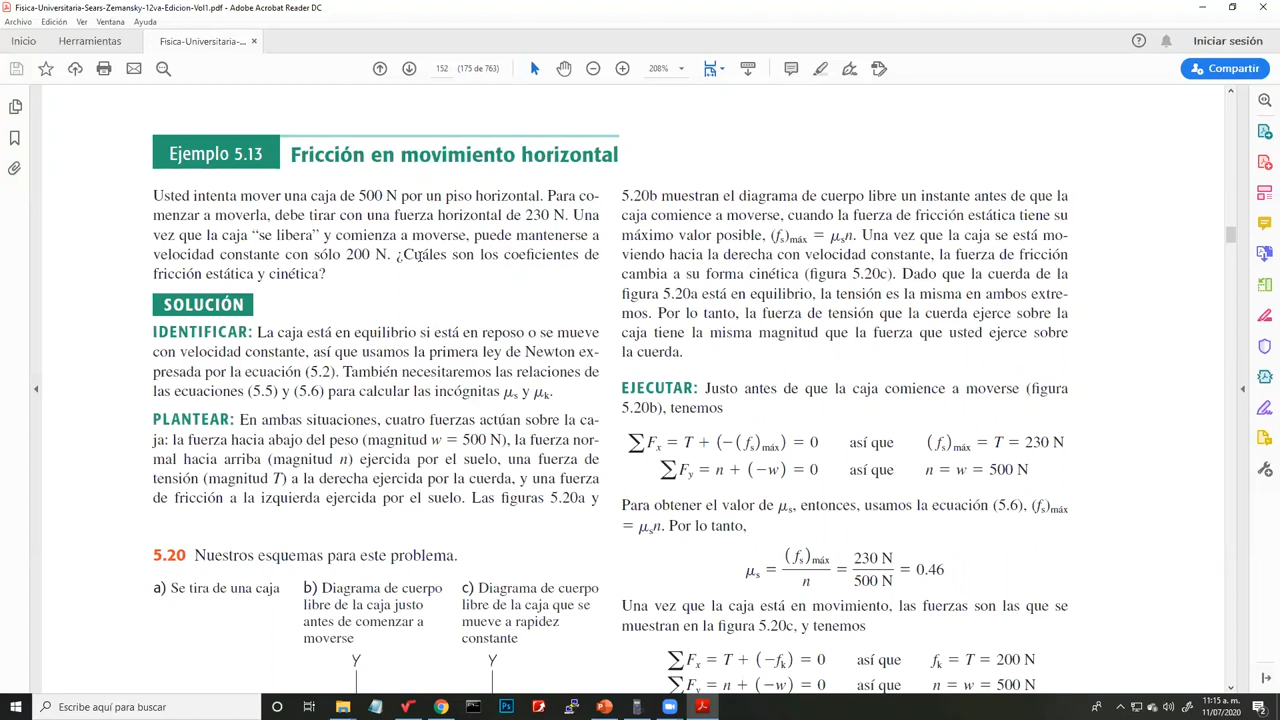 Fisica-Universitaria-Sears-Zemansky-12va-Edicion-Vol1.pdf - Adobe Acrobat Reader DC
Archivo Edición Ver Ventana Ayuda
Inicio Herramientas Fisica-Universitaria-... × Iniciar sesión
152 (175 de 763) 208% Compartir
Ejemplo 5.13 Fricción en movimiento horizontal
Usted intenta mover una caja de 500 N por un piso horizontal. Para co-
menzar a moverla, debe tirar con una fuerza horizontal de 230 N. Una
vez que la caja “se libera” y comienza a moverse, puede mantenerse a
velocidad constante con sólo 200 N. ¿Cuáles son los coeficientes de
fricción estática y cinética?
SOLUCIÓN
IDENTIFICAR: La caja está en equilibrio si está en reposo o se mueve
con velocidad constante, así que usamos la primera ley de Newton ex-
presada por la ecuación (5.2). También necesitaremos las relaciones de
las ecuaciones (5.5) y (5.6) para calcular las incógnitas μs y μk.
PLANTEAR: En ambas situaciones, cuatro fuerzas actúan sobre la ca-
ja: la fuerza hacia abajo del peso (magnitud w = 500 N), la fuerza nor-
mal hacia arriba (magnitud n) ejercida por el suelo, una fuerza de
tensión (magnitud T) a la derecha ejercida por la cuerda, y una fuerza
de fricción a la izquierda ejercida por el suelo. Las figuras 5.20a y
5.20 Nuestros esquemas para este problema.
a) Se tira de una caja
b) Diagrama de cuerpo
libre de la caja justo
antes de comenzar a
moverse
c) Diagrama de cuerpo
libre de la caja que se
mueve a rapidez
constante
Y Y
5.20b muestran el diagrama de cuerpo libre un instante antes de que la
caja comience a moverse, cuando la fuerza de fricción estática tiene su
máximo valor posible, (fs)máx = μsn. Una vez que la caja se está mo-
viendo hacia la derecha con velocidad constante, la fuerza de fricción
cambia a su forma cinética (figura 5.20c). Dado que la cuerda de la
figura 5.20a está en equilibrio, la tensión es la misma en ambos extre-
mos. Por lo tanto, la fuerza de tensión que la cuerda ejerce sobre la
caja tiene la misma magnitud que la fuerza que usted ejerce sobre
la cuerda.
EJECUTAR: Justo antes de que la caja comience a moverse (figura
5.20b), tenemos
∑Fx = T + (−(fs)máx) = 0 así que (fs)máx = T = 230 N
∑Fy = n + (−w) = 0 así que n = w = 500 N
Para obtener el valor de μs, entonces, usamos la ecuación (5.6), (fs)máx
= μsn. Por lo tanto,
μs = (fs)máx / n = 230 N / 500 N = 0.46
Una vez que la caja está en movimiento, las fuerzas son las que se
muestran en la figura 5.20c, y tenemos
∑Fx = T + (−fk) = 0 así que fk = T = 200 N
∑Fy = n + (−w) = 0 así que n = w = 500 N
Escribe aquí para buscar
11:15 a. m.
11/07/2020